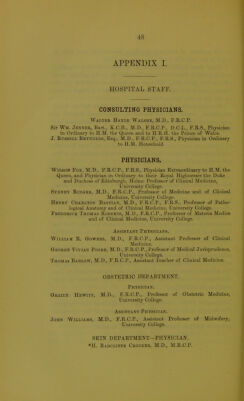 48
APPENDIX I.
HOSPITAL STAFF.
CONSULTING PHYSICIANS.
WALTER HAYLE WALSHE, M.D., F.R.C.P.
SIR WM. JENNER, BAR., K.C.B., M.D., F.R.C.P., D.C.L., F.R.S., Physician
in Ordinary to H.M. the Queen and to H.R.H. the Prince of Wales.
J. RUSSELL REYNOLDS, ESQ., M.D., F.R.C.P., F.R.S., Physician in Ordinary
to H.M. Household
PHYSICIANS.
WILSON FOX, M.D., F.R.C.P., F.R.S., Physician Extraordinary to H.M. the
Queen, and Physician in Ordinary to their Royal Highnesses the Duke
and Duchess of Edinburgh; Holme Professor of Clinical Medicine,
University College.
SYDNEY RINGER, M.D., F.R.C.P., Professor of Medicine and of Clinical
Medicine, University College.
HENRY CHARLTON BASTIAN, M.D., F.R.C.P., F.R.S., Professor of Patho-
logical Anatomy and of Clinical Medicine, University College.
FREDERICK THOMAS ROBERTS, M.D., F.R.C.P., Professor of Materia Medica
and of Clinical Medicine, University College.
ASSISTANT PHYSICIANS.
WILLIAM R. GOWERS, M.D., F.R.C.P., Assistant Professor of Clinical
Medicine.
GEORGE VIVIAN POORE, M.D., F.R.C.P., Professor of Medical Jurisprudence,
University College.
THOMAS BARLOW, M.D., F.R.C.P., Assistant Teacher of Clinical Medicine.
OBSTETRIC DEPARTMENT.
PHYSICIAN.
GRAILY HEWITT, M.D., F.R.C.P., Professor of Obstetric Medicine,
University College.
ASSISTANT PHYSICIAN.
JOHN WILLIAMS, M.D., F.R.C.P., Assistant Professor of Midwifery,
University College.
SKIN DEPARTMENT—PHYSICIAN.
*H. RADCLIFFE CROCKER, M.D., M.R.C.P.